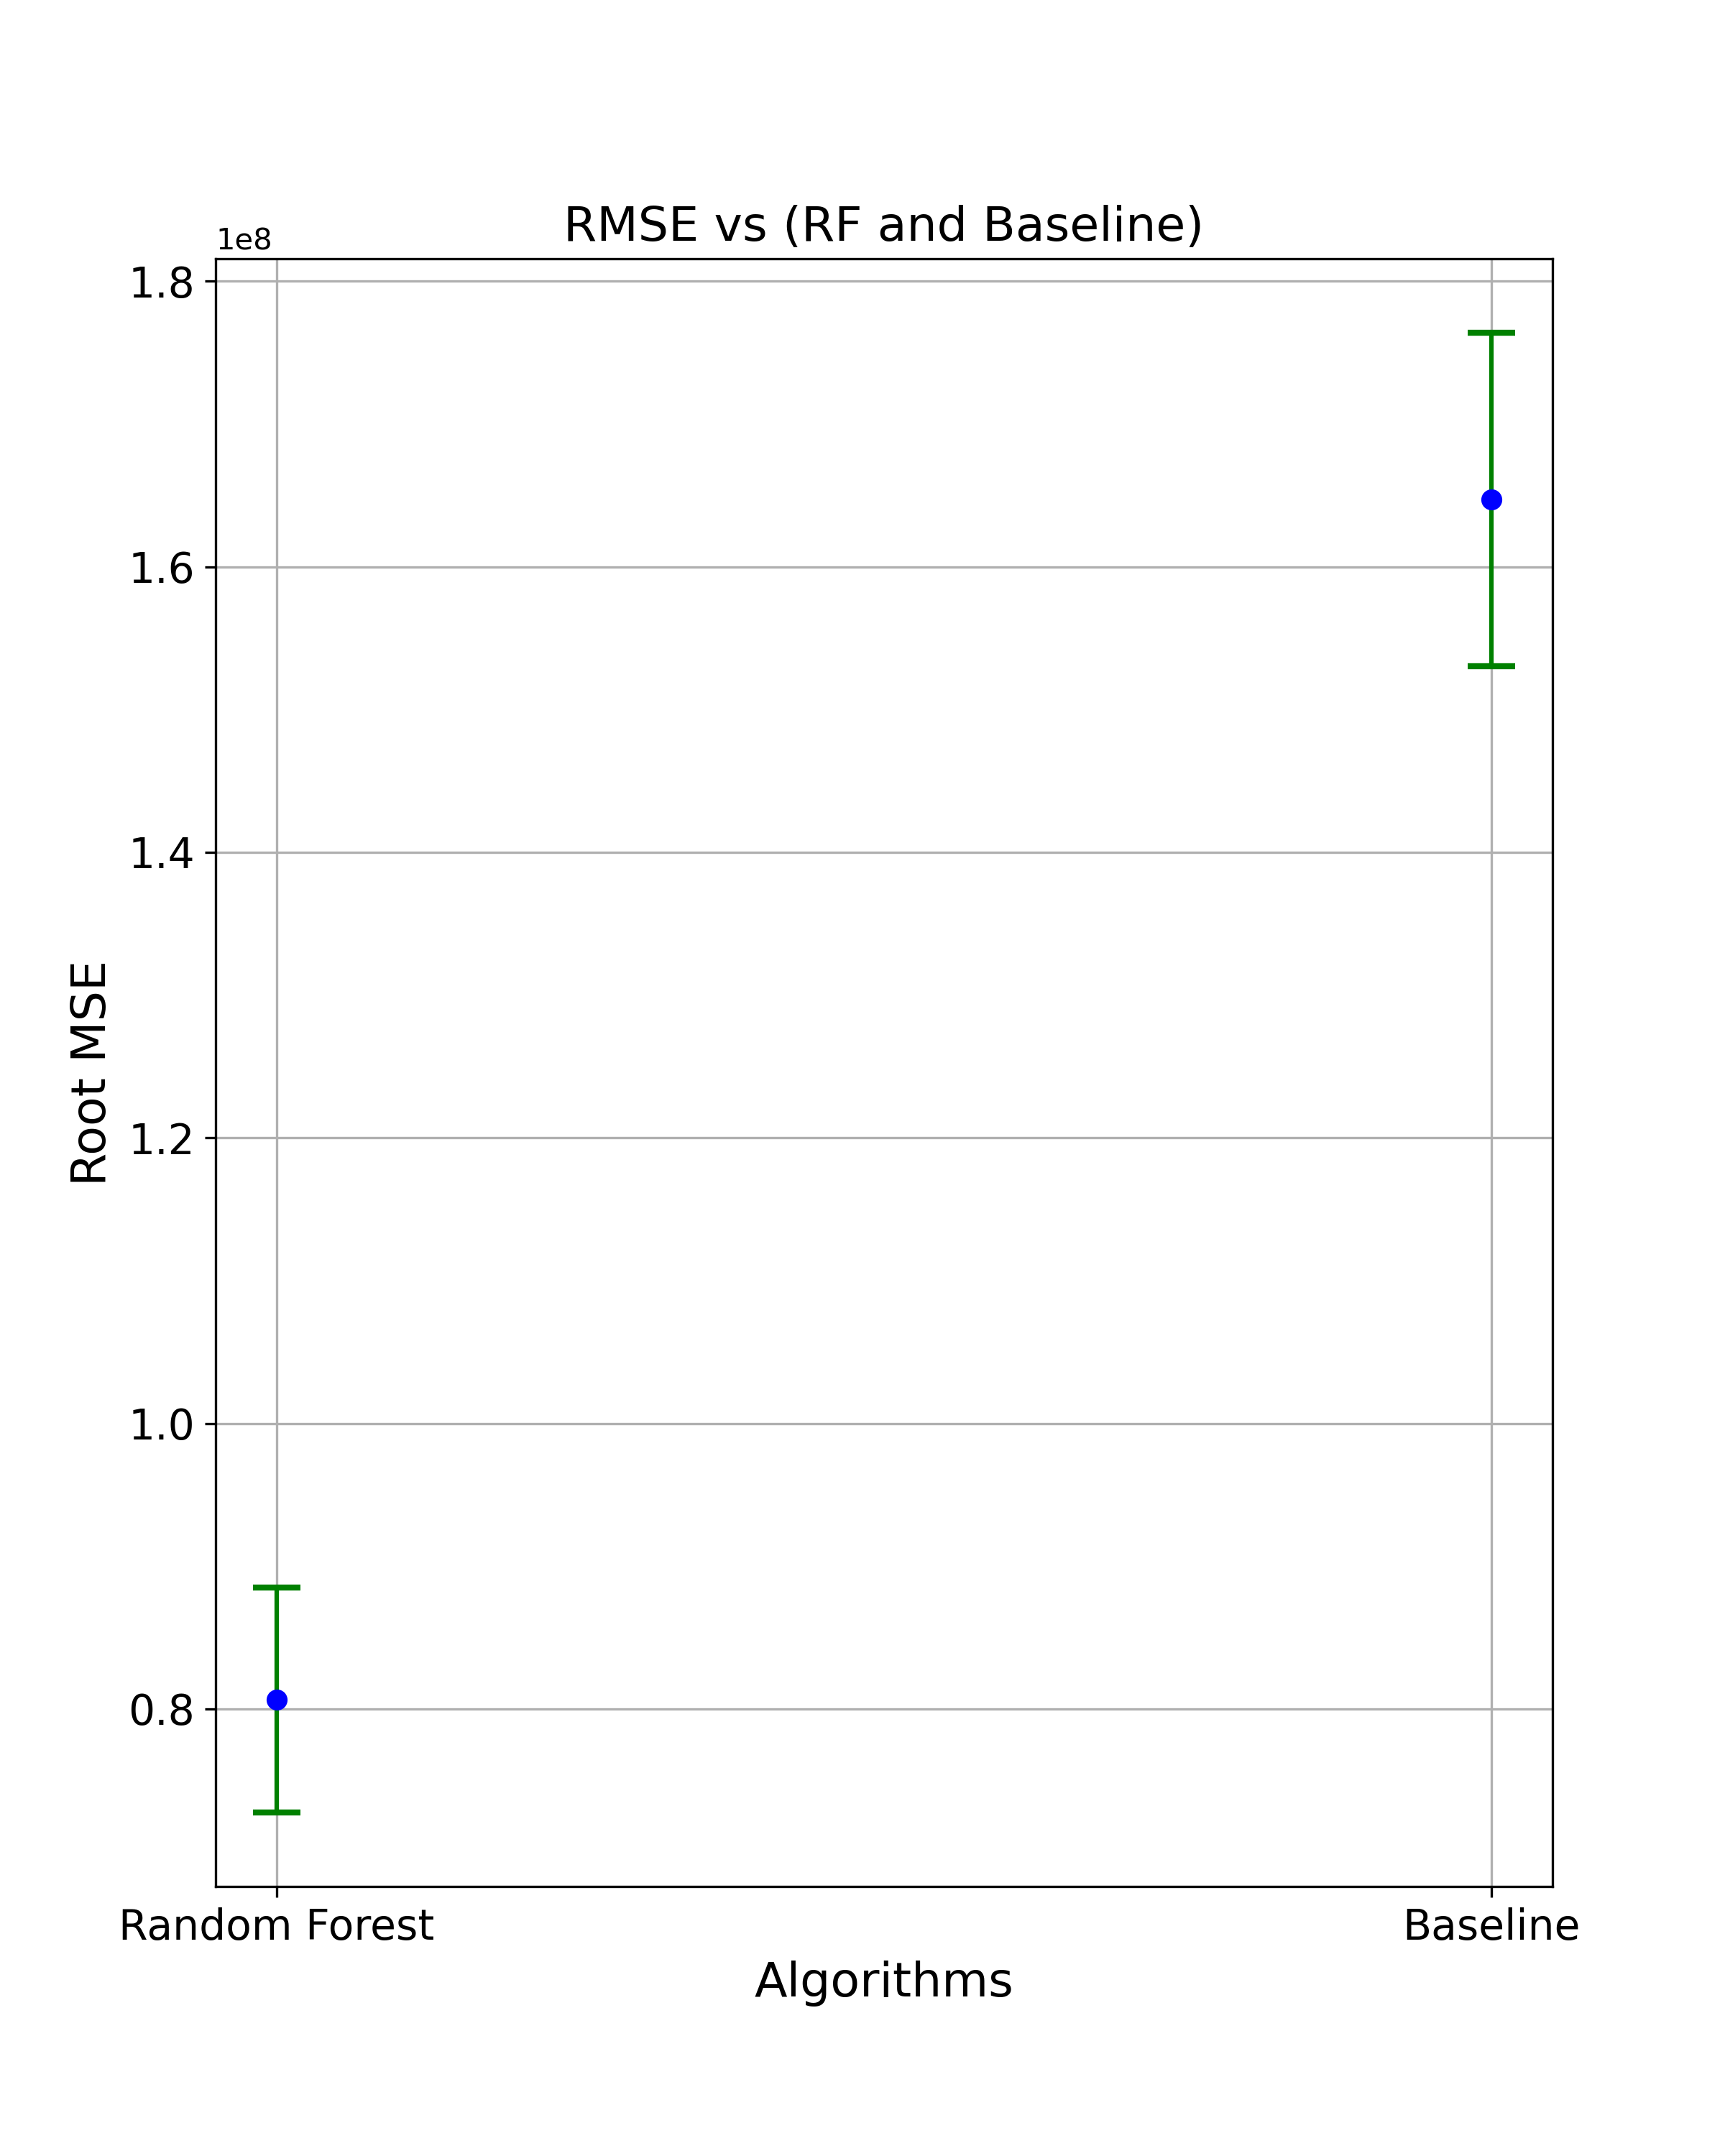 RMSE vs (RF and Baseline)
1e8
1.8
1.6
1.4
1.2
1.0
0.8
Root MSE
Random Forest
Baseline
Algorithms